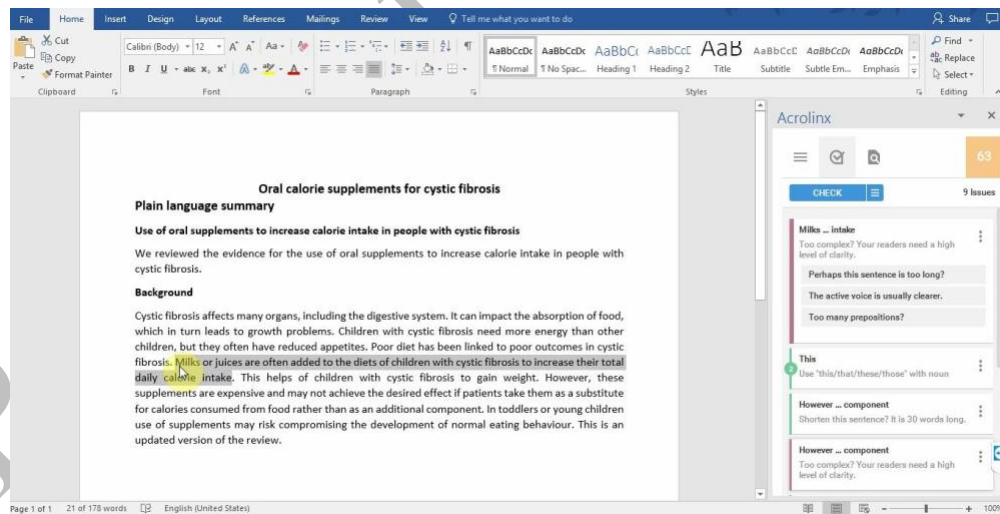 File Home Insert Design Layout References Mailings Review View Tell me what you want to do Share
Cut
Copy
Paste
Format Painter
Clipboard
Calibri (Body) 12 A A Aa
B I U abc x, x² A ab A
Font
Paragraph
AaBbCcDc AaBbCcDc AaBbCc AaBbCcE AaB AaBbCcD AaBbCcDc AaBbCcDc
¶ Normal ¶ No Spac... Heading 1 Heading 2 Title Subtitle Subtle Em... Emphasis
Styles
Find
Replace
Select
Editing
Oral calorie supplements for cystic fibrosis
Plain language summary
Use of oral supplements to increase calorie intake in people with cystic fibrosis
We reviewed the evidence for the use of oral supplements to increase calorie intake in people with
cystic fibrosis.
Background
Cystic fibrosis affects many organs, including the digestive system. It can impact the absorption of food,
which in turn leads to growth problems. Children with cystic fibrosis need more energy than other
children, but they often have reduced appetites. Poor diet has been linked to poor outcomes in cystic
fibrosis. Milks or juices are often added to the diets of children with cystic fibrosis to increase their total
daily calorie intake. This helps of children with cystic fibrosis to gain weight. However, these
supplements are expensive and may not achieve the desired effect if patients take them as a substitute
for calories consumed from food rather than as an additional component. In toddlers or young children
use of supplements may risk compromising the development of normal eating behaviour. This is an
updated version of the review.
Acrolinx
63
CHECK
9 Issues
Milks ... intake
Too complex? Your readers need a high
level of clarity.
Perhaps this sentence is too long?
The active voice is usually clearer.
Too many prepositions?
This
2
Use "this/that/these/those" with noun
However ... component
Shorten this sentence? It is 30 words long.
However ... component
Too complex? Your readers need a high
level of clarity.
Page 1 of 1 21 of 178 words English (United States)
100%